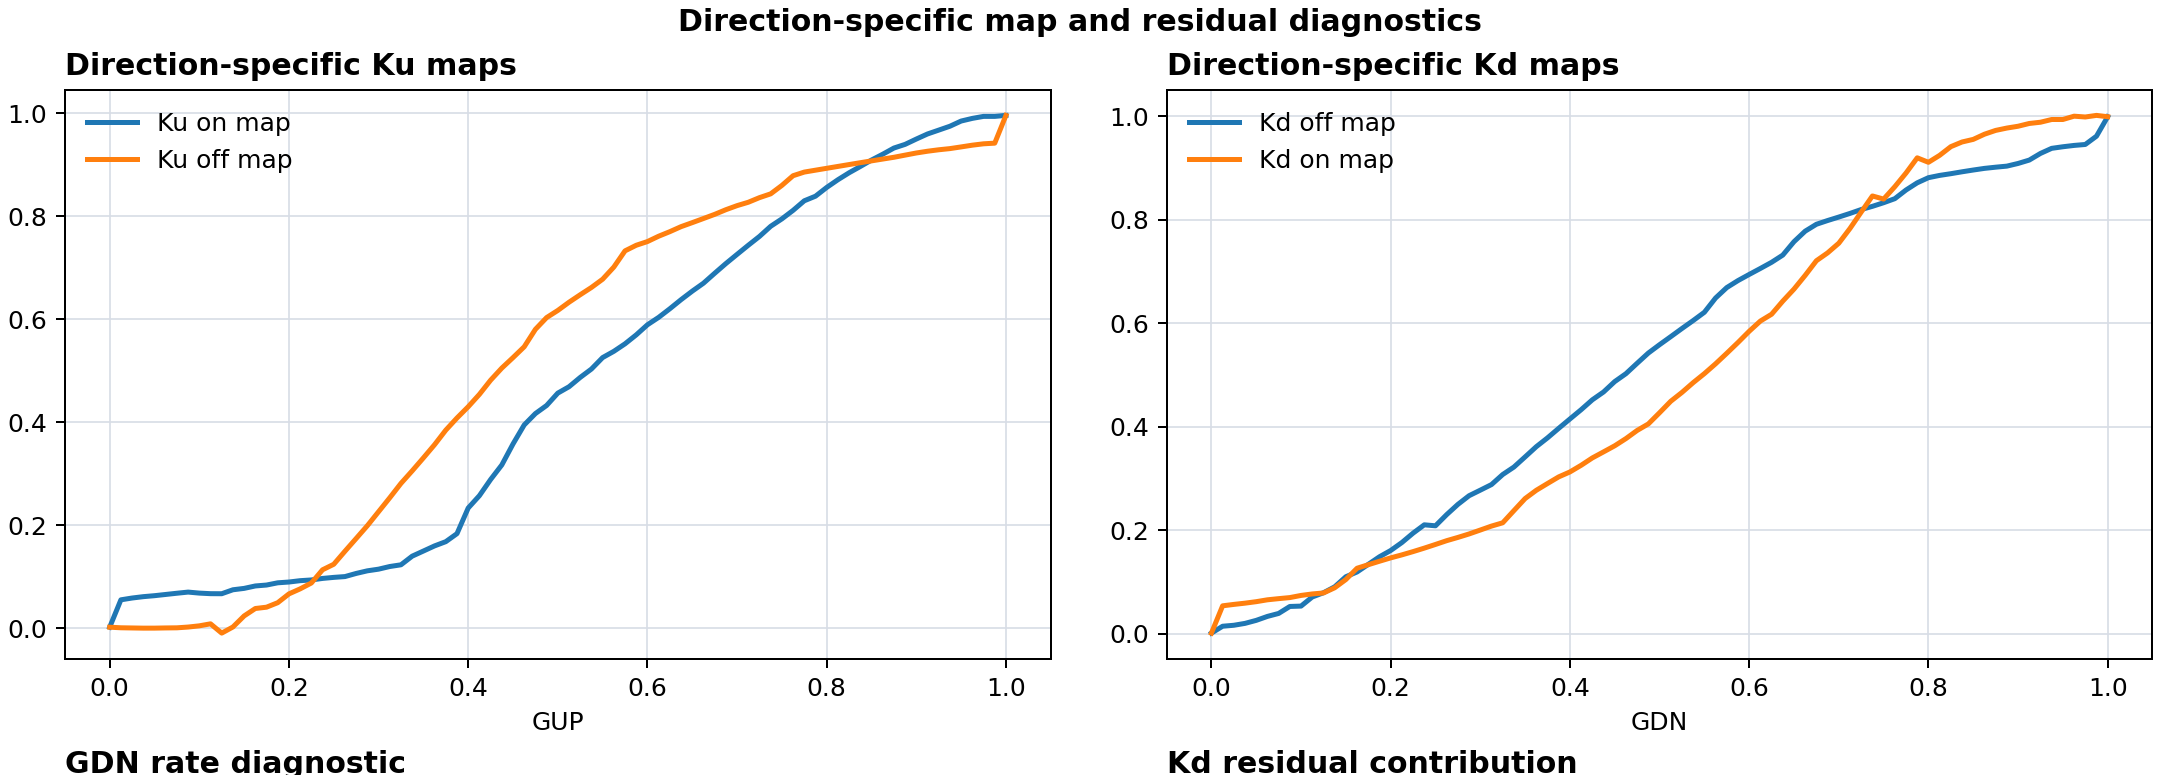 Direction-specific map and residual diagnostics
Direction-specific Ku maps
Ku on map
Ku off map
1.0
0.8
0.6
0.4
0.2
0.0
0.0 0.2 0.4 0.6 0.8 1.0
GUP
Direction-specific Kd maps
Kd off map
Kd on map
1.0
0.8
0.6
0.4
0.2
0.0
0.0 0.2 0.4 0.6 0.8 1.0
GDN
GDN rate diagnostic
Kd residual contribution